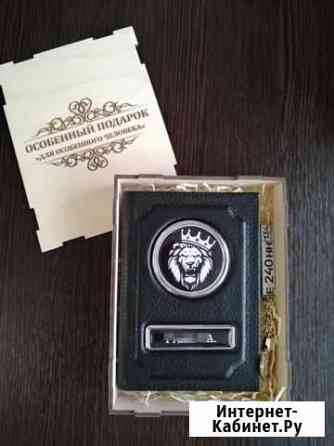 ОСОБЕННЫЙ ПОДАРОК
«ДЛЯ ОСОБЕННОГО ЧЕЛОВЕКА»
Интернет-
Кабинет.Ру